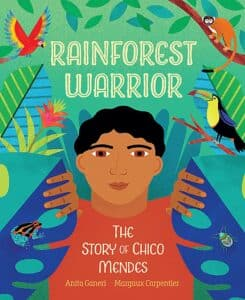 RAINFOREST
WARRIOR
THE
STORY OF CHICO
MENDES
Anita Ganeri Margaux Carpentier